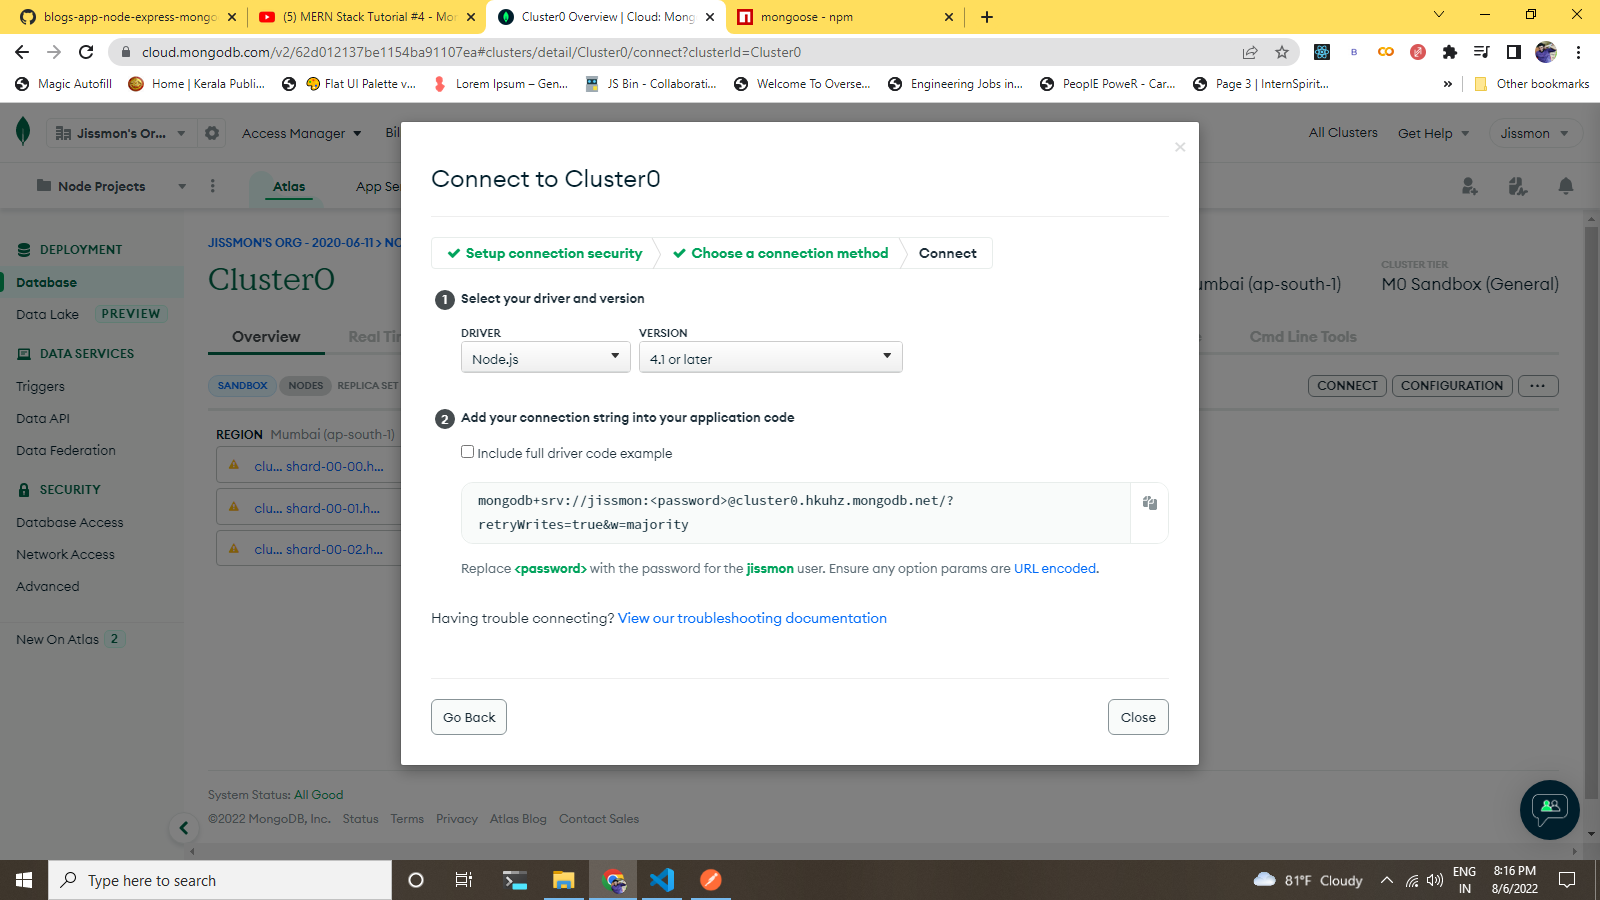 blogs-app-node-express-mongo
(5) MERN Stack Tutorial #4 - Mon
Cluster0 Overview | Cloud: Mong
mongoose - npm
cloud.mongodb.com/v2/62d012137be1154ba91107ea#clusters/detail/Cluster0/connect?clusterId=Cluster0
Magic Autofill
Home | Kerala Publi...
Flat UI Palette v...
Lorem Ipsum – Gen...
JS Bin - Collaborati...
Welcome To Overse...
Engineering Jobs in...
PeoplE PoweR - Car...
Page 3 | InternSpirit...
»
Other bookmarks
Jissmon's Or...
Access Manager
Bil
All Clusters
Get Help
Jissmon
Node Projects
Atlas
App Ser
DEPLOYMENT
Database
Data Lake PREVIEW
DATA SERVICES
Triggers
Data API
Data Federation
SECURITY
Database Access
Network Access
Advanced
New On Atlas 2
JISSMON'S ORG - 2020-06-11 > NO
Cluster0
Overview
Real Tim
SANDBOX NODES REPLICA SET
REGION Mumbai (ap-south-1)
clu... shard-00-00.h...
clu... shard-00-01.h...
clu... shard-00-02.h...
umbai (ap-south-1)
CLUSTER TIER
M0 Sandbox (General)
Cmd Line Tools
CONNECT CONFIGURATION ...
Connect to Cluster0
×
Setup connection security
Choose a connection method
Connect
1 Select your driver and version
DRIVER
VERSION
Node.js
4.1 or later
2 Add your connection string into your application code
Include full driver code example
mongodb+srv://jissmon:<password>@cluster0.hkuhz.mongodb.net/?
retryWrites=true&w=majority
Replace <password> with the password for the jissmon user. Ensure any option params are URL encoded.
Having trouble connecting? View our troubleshooting documentation
Go Back
Close
System Status: All Good
©2022 MongoDB, Inc. Status Terms Privacy Atlas Blog Contact Sales
Type here to search
81°F Cloudy
ENG
IN
8:16 PM
8/6/2022